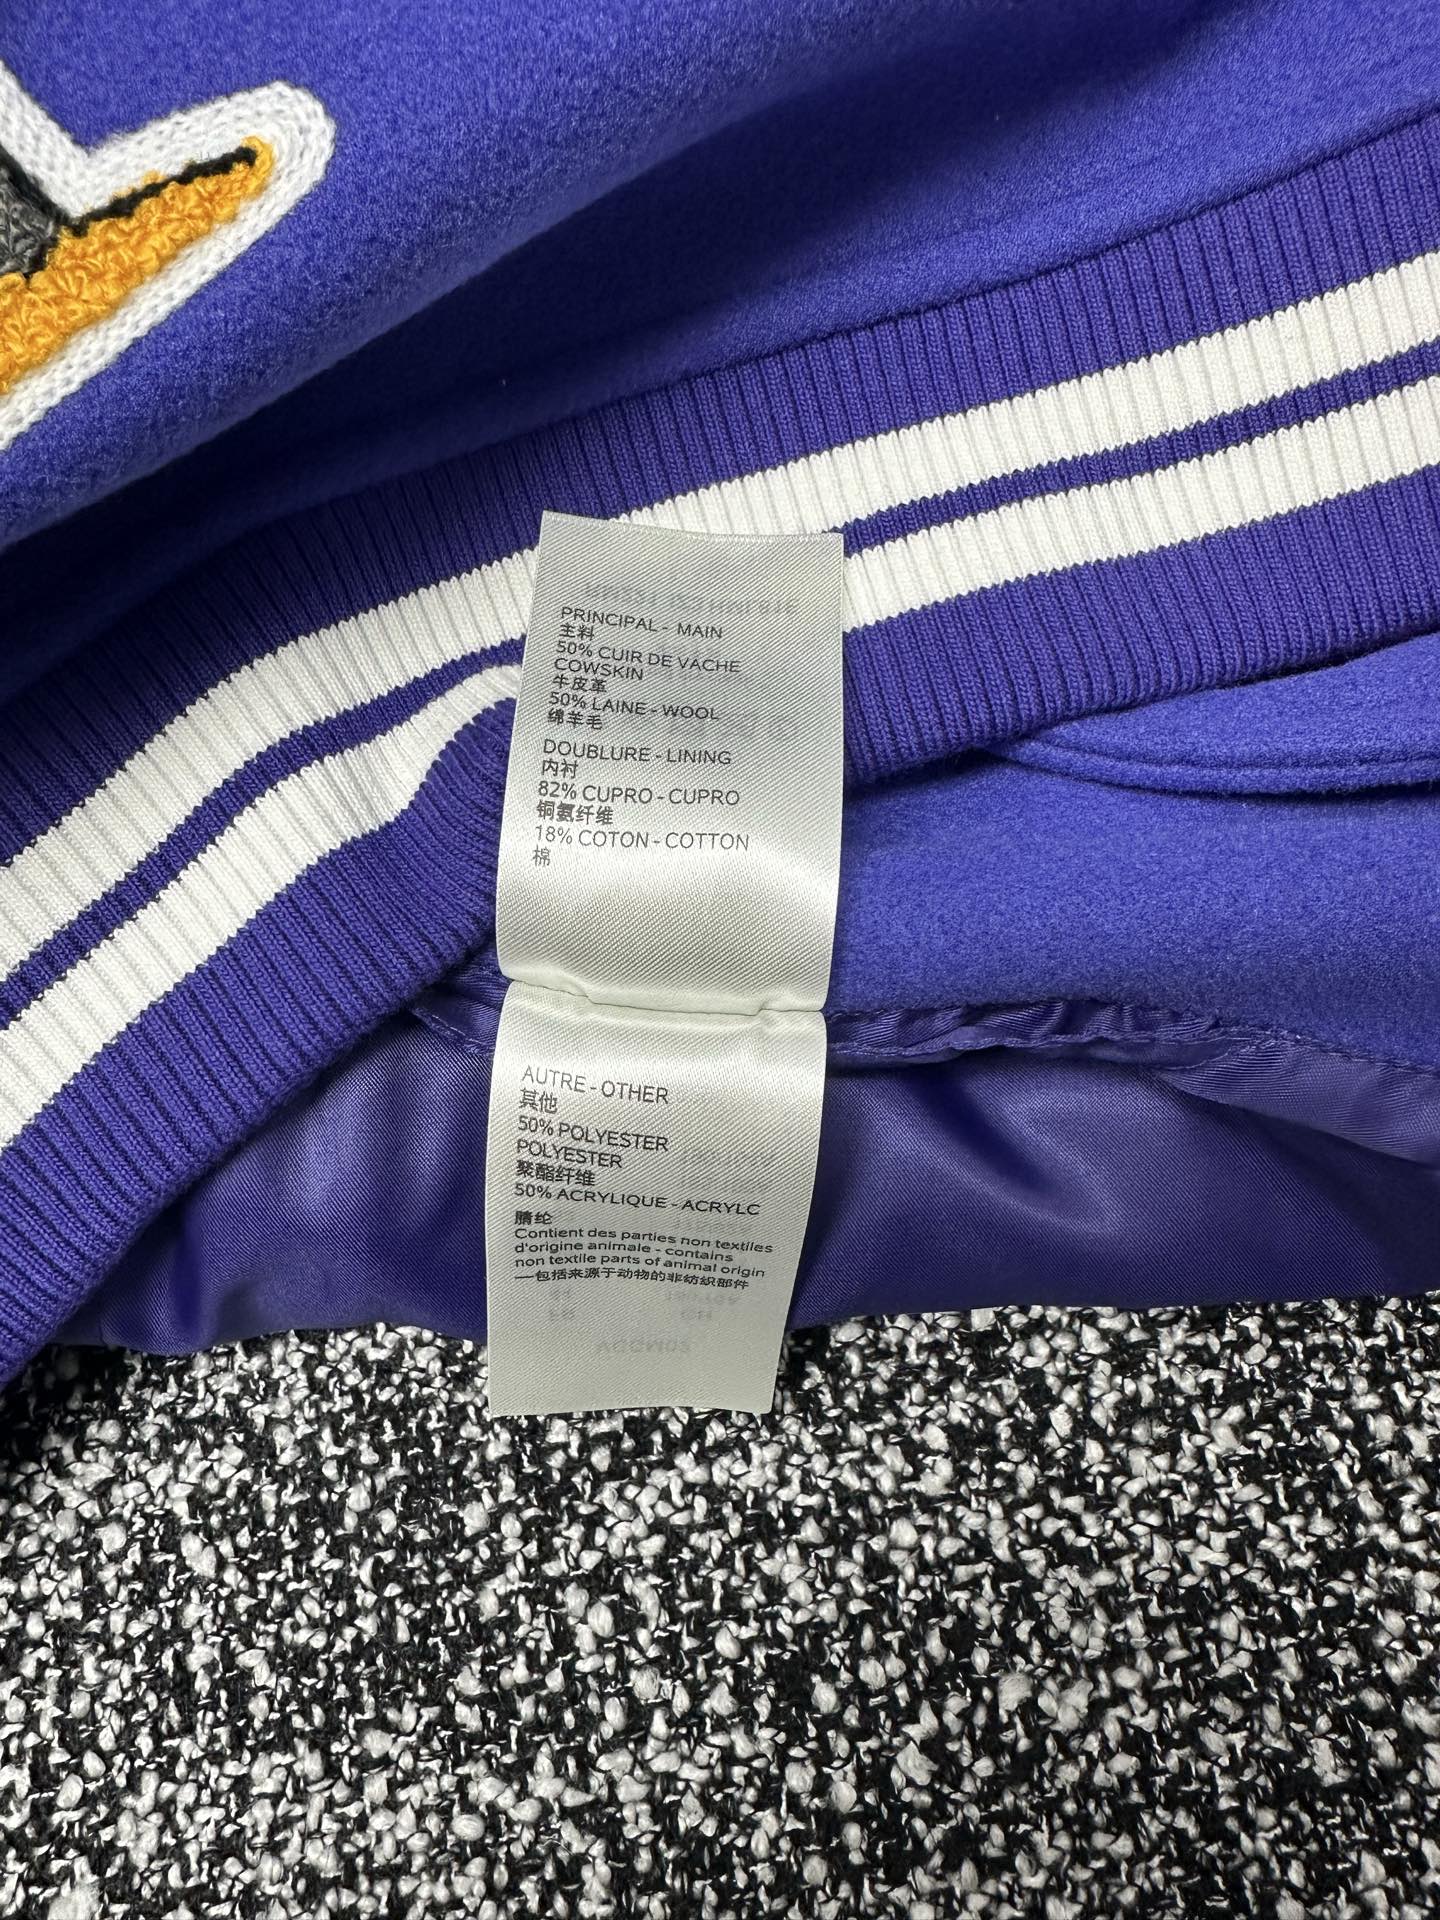 PRINCIPAL - MAIN
主料
50% CUIR DE VACHE
COWSKIN
牛皮革
50% LAINE - WOOL
绵羊毛
DOUBLURE - LINING
内衬
82% CUPRO - CUPRO
铜氨纤维
18% COTON - COTTON
棉
AUTRE - OTHER
其他
50% POLYESTER
POLYESTER
聚酯纤维
50% ACRYLIQUE - ACRYLC
腈纶
Contient des parties non textiles
d'origine animale - contains
non textile parts of animal origin
—包括来源于动物的非纺织部件